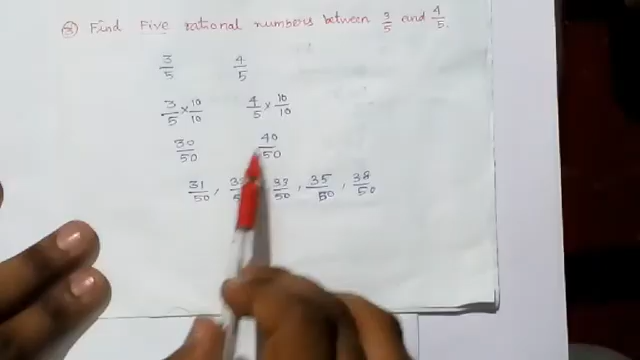 ③ Find Five rational numbers between 3/5 and 4/5.
3/5 4/5
3/5 × 10/10 4/5 × 10/10
30/50 40/50
31/50, 33/50, 35/50, 38/50